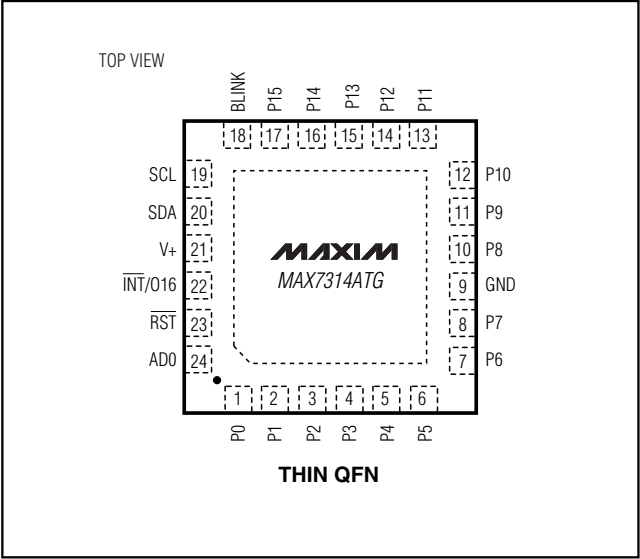 TOP VIEW
BLINK P15 P14 P13 P12 P11
18 17 16 15 14 13
SCL 19 12 P10
SDA 20 11 P9
V+ 21 10 P8
MAXIM
INT/O16 22 MAX7314ATG 9 GND
RST 23 8 P7
AD0 24 7 P6
1 2 3 4 5 6
P0 P1 P2 P3 P4 P5
THIN QFN